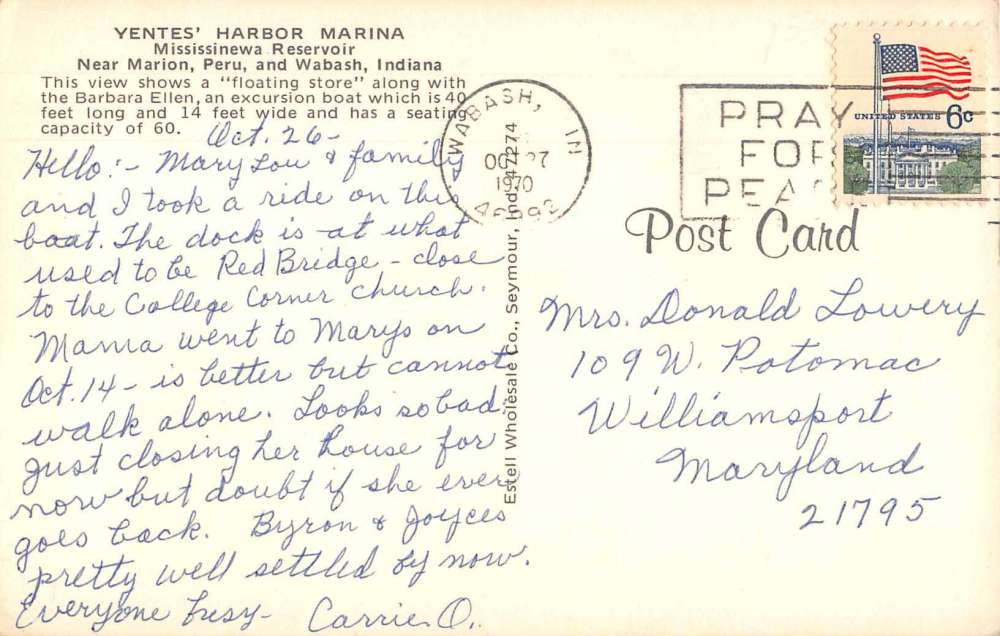 YENTES' HARBOR MARINA
Mississinewa Reservoir
Near Marion, Peru, and Wabash, Indiana
This view shows a "floating store" along with
the Barbara Ellen, an excursion boat which is 40
feet long and 14 feet wide and has a seating
capacity of 60.
Oct. 26-
Hello:- Mary Lou & family
and I took a ride on this
boat. The dock is at what
used to be Red Bridge - close
to the College Corner church.
Mama went to Marys on
Oct. 14 - is better but cannot
walk alone. Looks so bad.
Just closing her house for
now but doubt if she ever
goes back. Byron & Joyces
pretty well settled by now.
Everyone busy- Carrie O.
Estell Wholesale Co., Seymour, Ind. 47274
WABASH, IN
OCT 27
1970
PRAY
FOR
PEACE
UNITED STATES 6c
Post Card
Mrs. Donald Lowery
109 W. Potomac
Williamsport
Maryland
21795